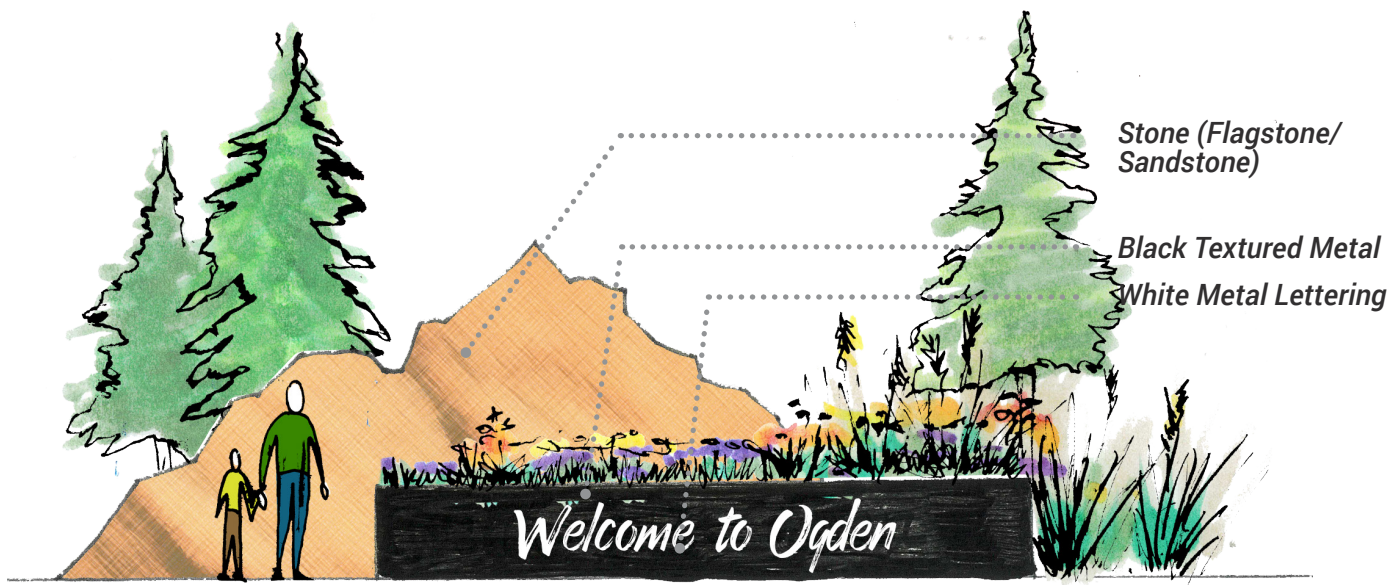 Stone (Flagstone/
Sandstone)
Black Textured Metal
White Metal Lettering
Welcome to Ogden